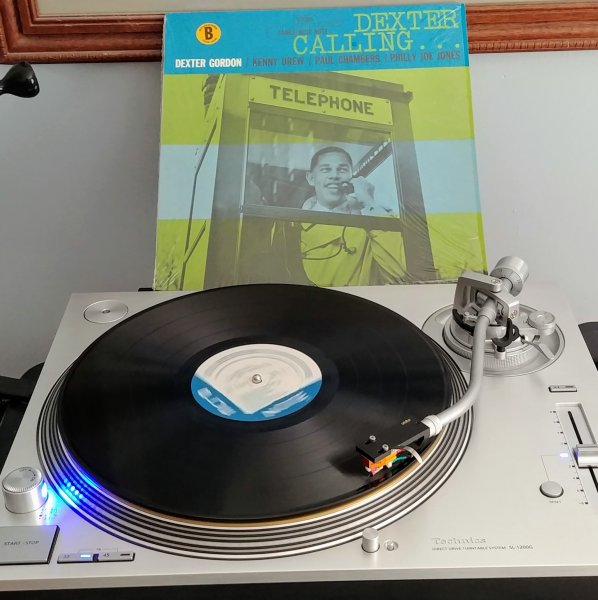 B
DEXTER
CALLING...
DEXTER GORDON / KENNY DREW / PAUL CHAMBERS / PHILLY JOE JONES
TELEPHONE
START • STOP
33
45
RESET
Technics
DIRECT DRIVE TURNTABLE SYSTEM SL-1200G